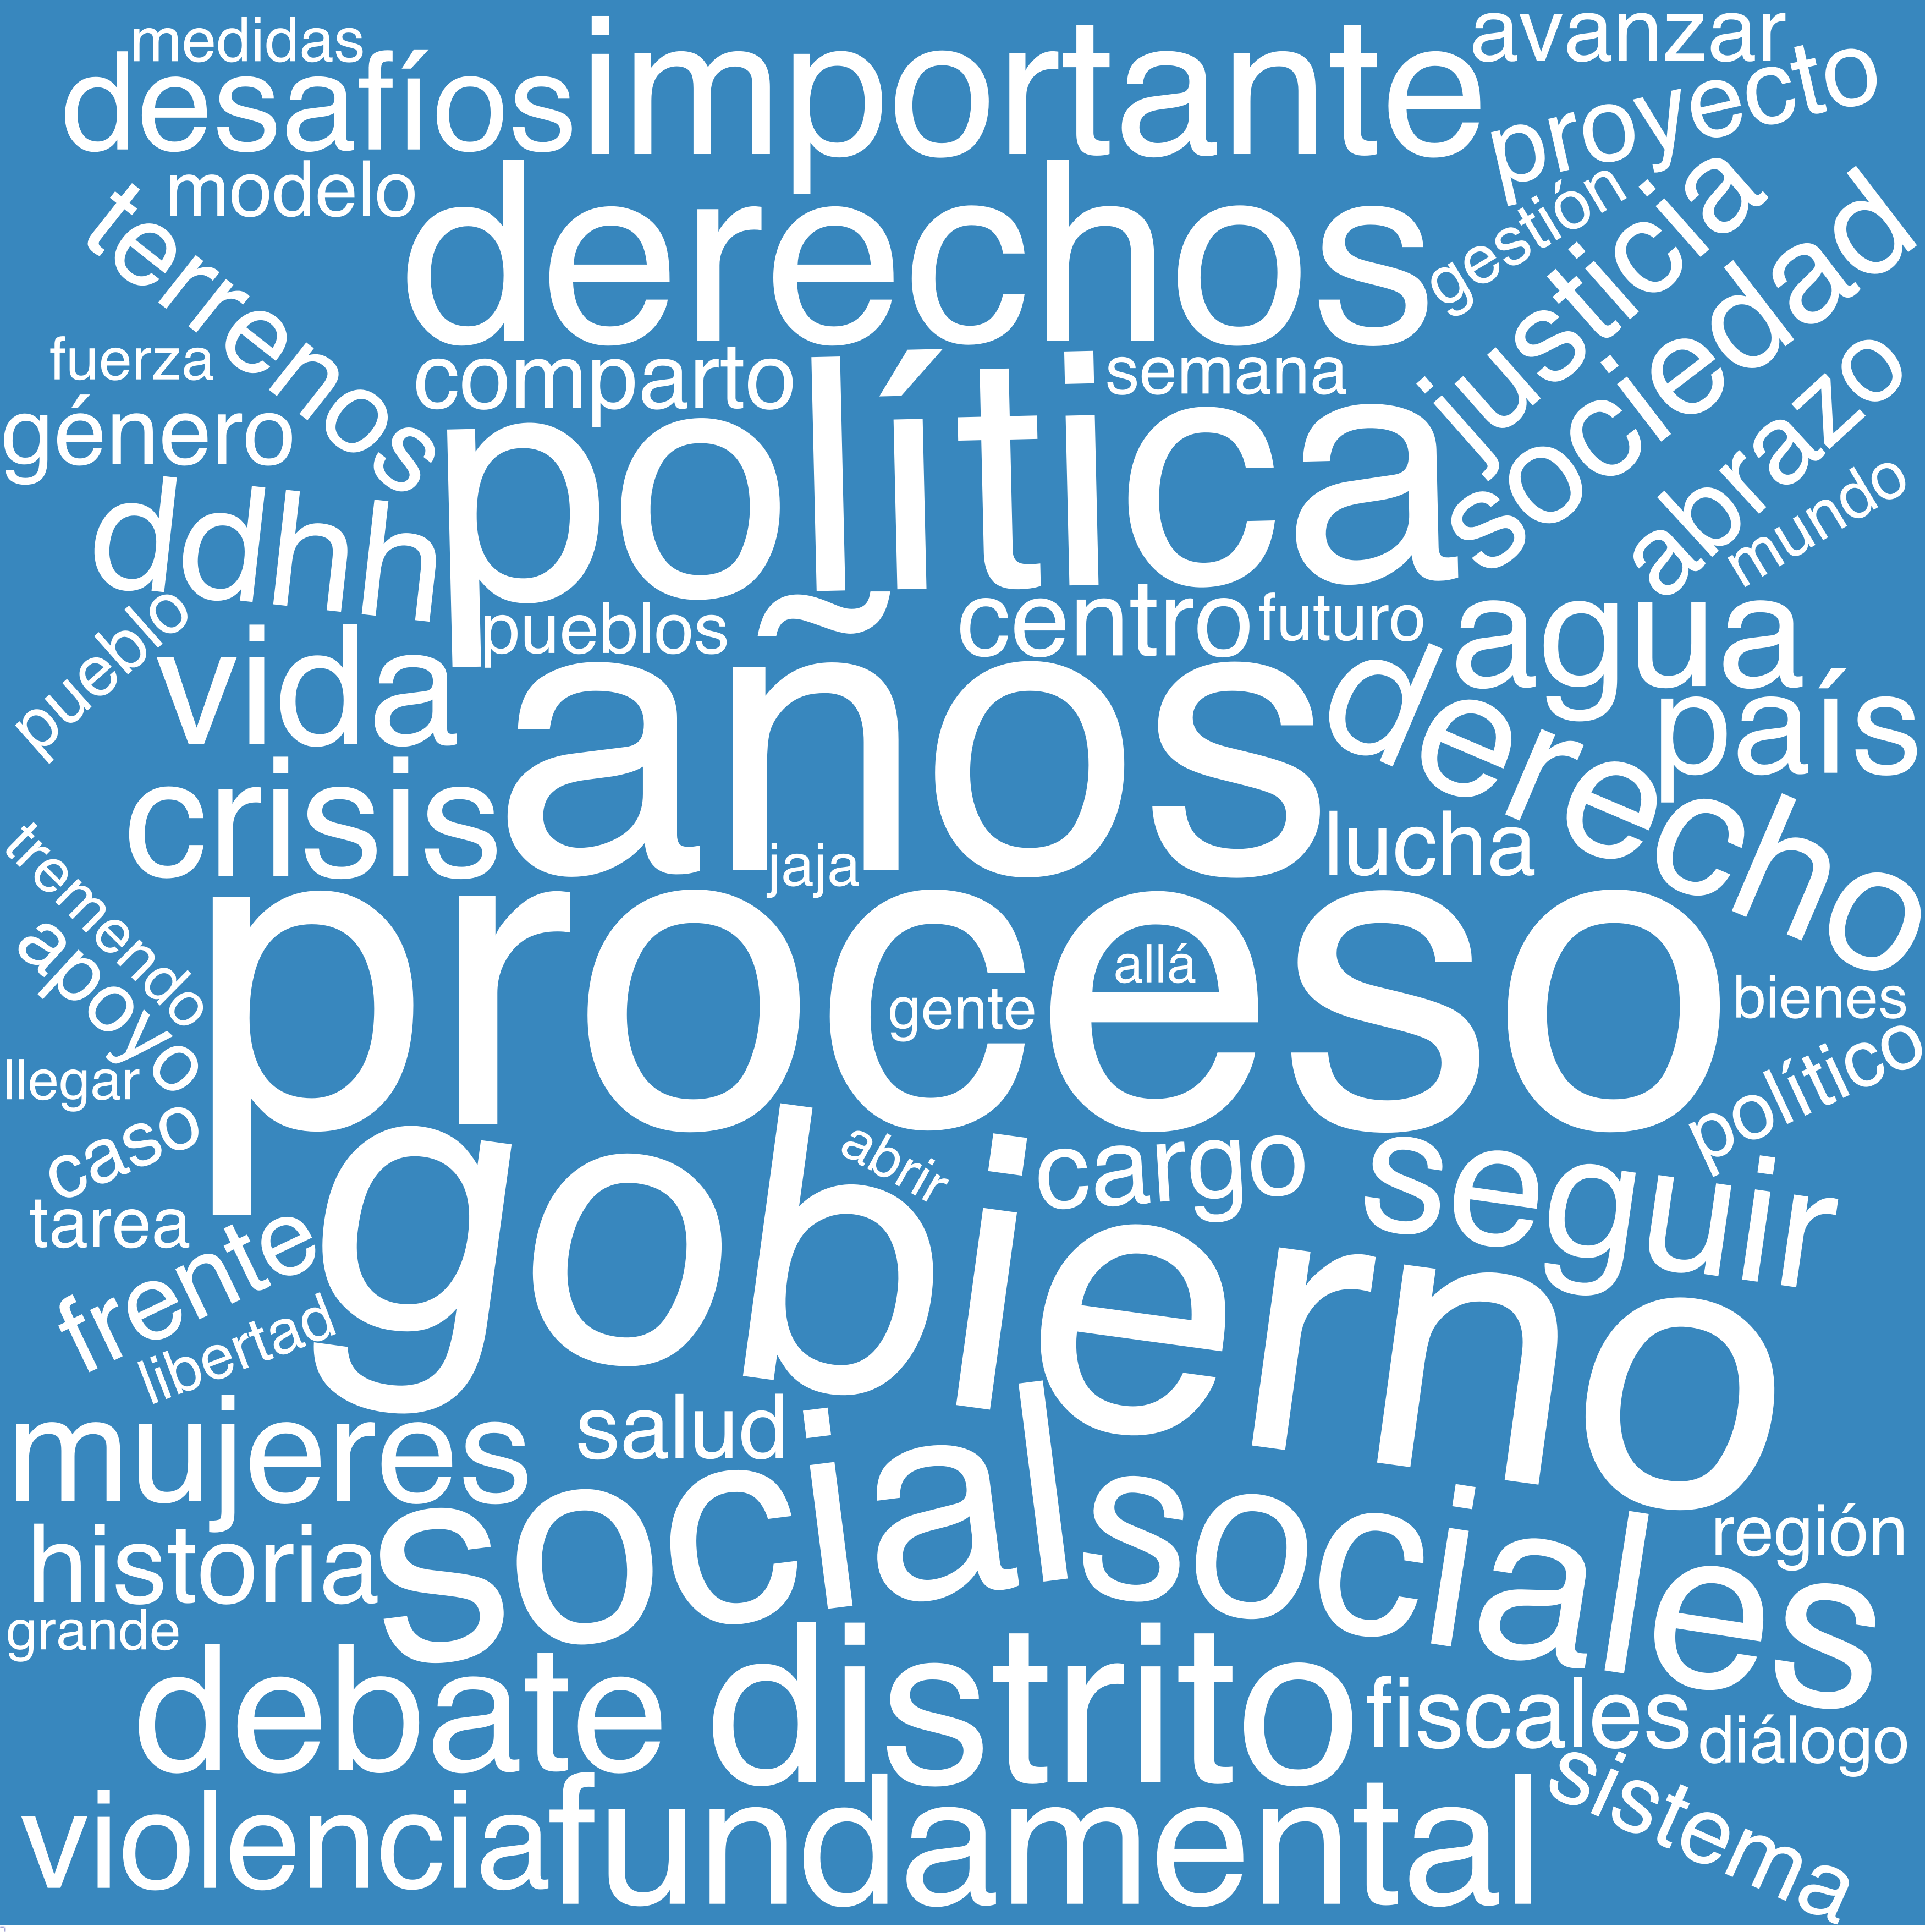 medidas
avanzar
desafíos
importante
proyecto
modelo
derechos
gestión
justicia
terrenos
sociedad
fuerza
comparto
semana
abrazo
género
política
mundo
ddhh
pueblo
pueblos
centro
futuro
agua
vida
años
derecho
país
crisis
jaja
lucha
tremendo
apoyo
proceso
allá
gente
bienes
llegar
político
caso
gobierno
abrir
cargo
seguir
tarea
frente
libertad
mujeres
salud
historia
social
sociales
región
grande
debate
distrito
fiscales
diálogo
violencia
fundamental
sistema